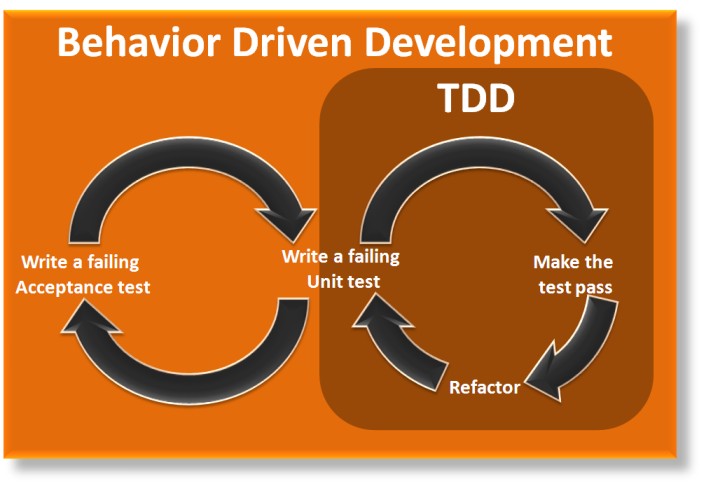 Behavior Driven Development
TDD
Write a failing
Acceptance test
Write a failing
Unit test
Make the
test pass
Refactor